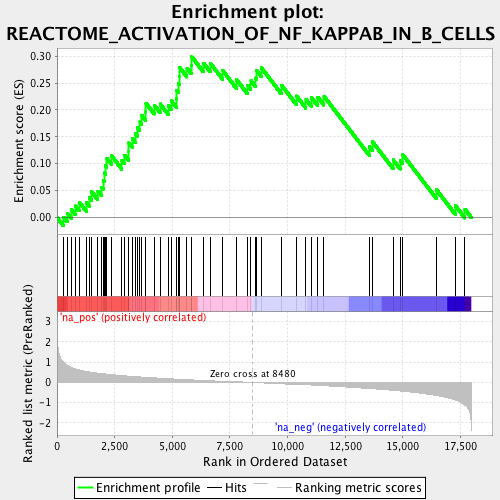 Enrichment plot:
REACTOME_ACTIVATION_OF_NF_KAPPAB_IN_B_CELLS
Enrichment score (ES)
0.30
0.25
0.20
0.15
0.10
0.05
0.00
'na_pos' (positively correlated)
Ranked list metric (PreRanked)
3
2
1
0
-1
-2
Zero cross at 8480
'na_neg' (negatively correlated)
0 2,500 5,000 7,500 10,000 12,500 15,000 17,500
Rank in Ordered Dataset
Enrichment profile Hits Ranking metric scores